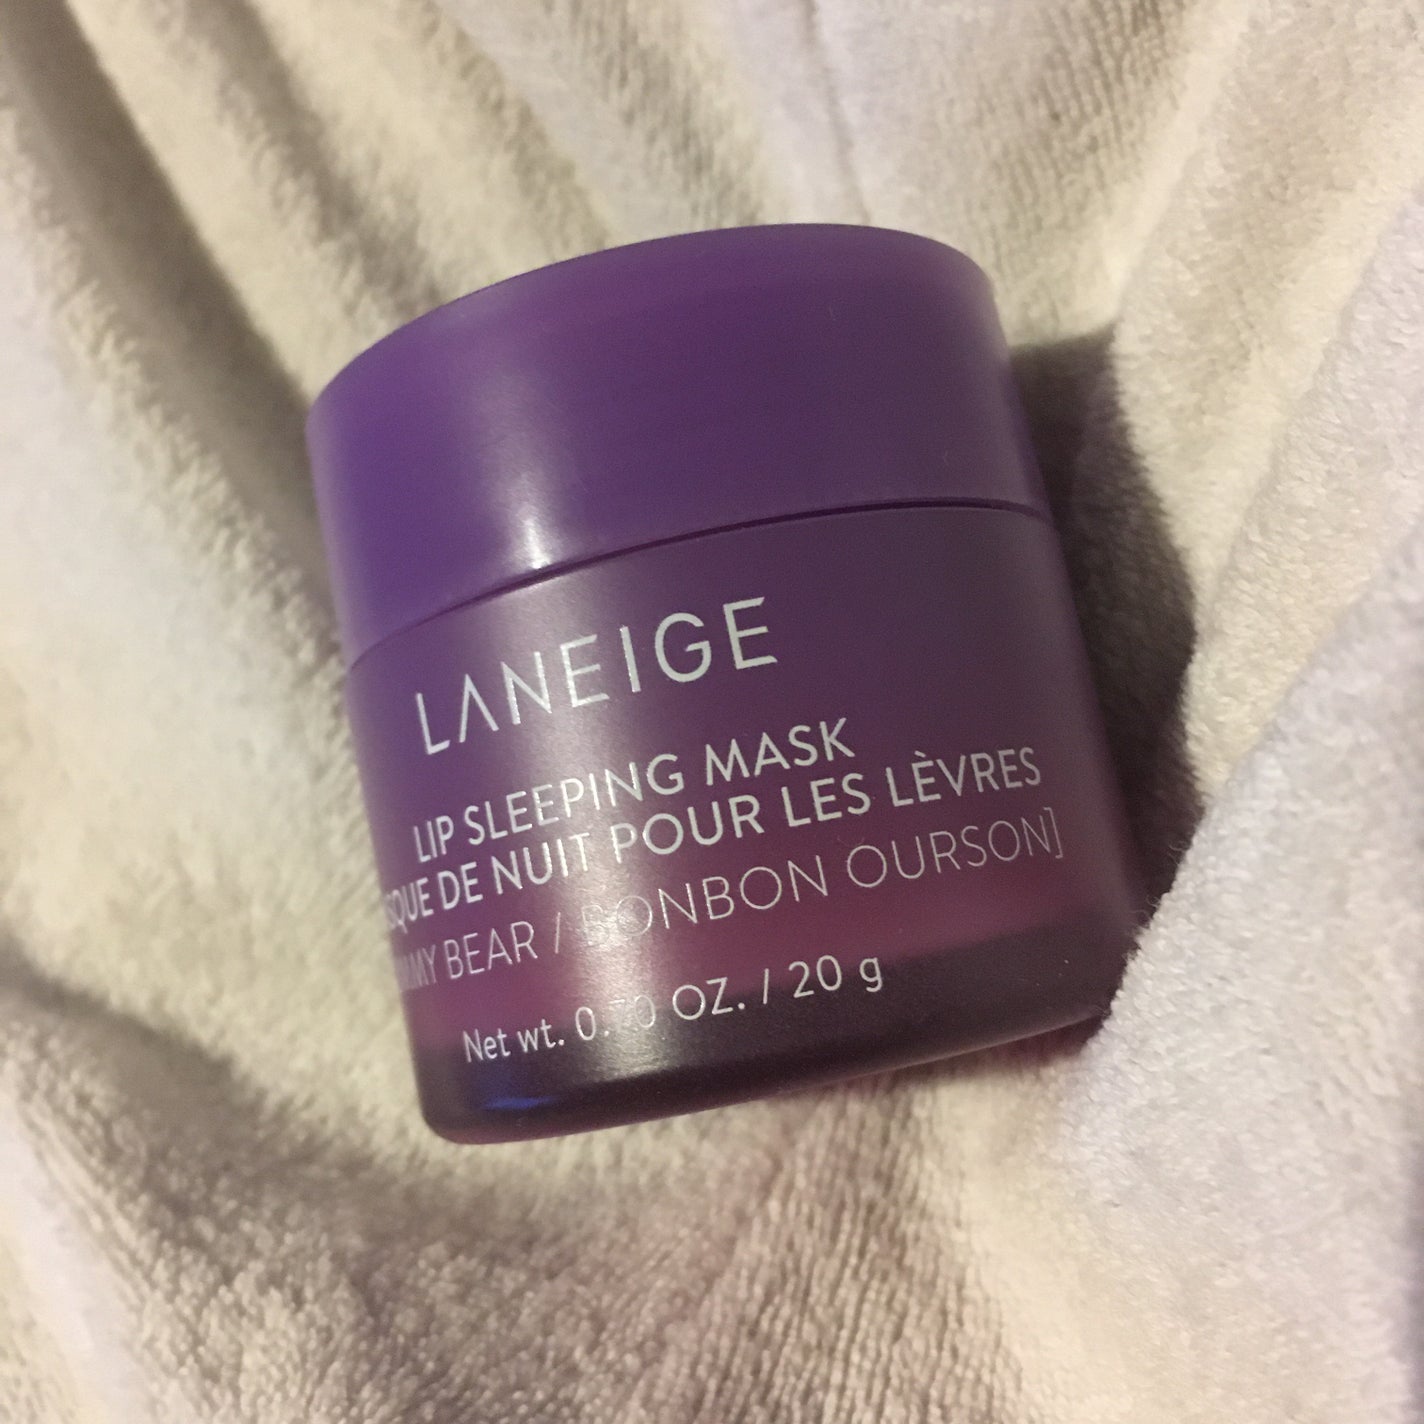 LANEIGE
LIP SLEEPING MASK
DE NUIT POUR LES LÈVRES
BEAR / BONBON OURSON]
Net wt. 0.70 OZ. / 20 g